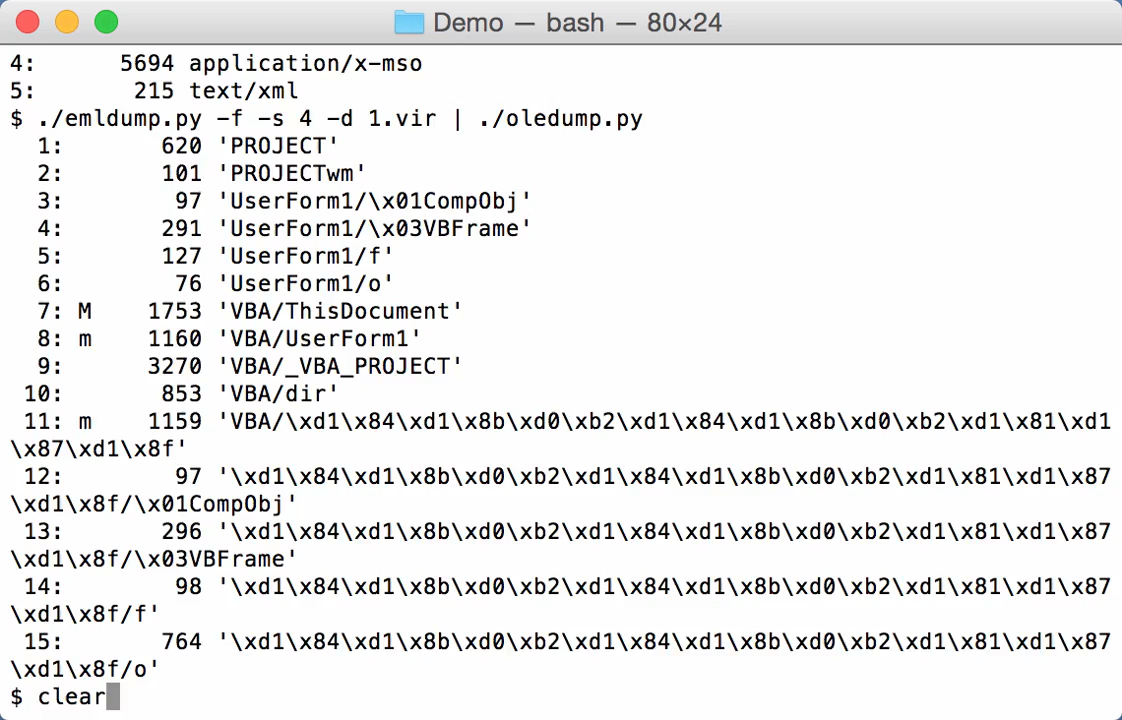 Demo — bash — 80×24
4:       5694 application/x-mso
5:        215 text/xml
$ ./emldump.py -f -s 4 -d 1.vir | ./oledump.py
  1:       620 'PROJECT'
  2:       101 'PROJECTwm'
  3:        97 'UserForm1/\x01CompObj'
  4:       291 'UserForm1/\x03VBFrame'
  5:       127 'UserForm1/f'
  6:        76 'UserForm1/o'
  7: M    1753 'VBA/ThisDocument'
  8: m    1160 'VBA/UserForm1'
  9:      3270 'VBA/_VBA_PROJECT'
 10:       853 'VBA/dir'
 11: m    1159 'VBA/\xd1\x84\xd1\x8b\xd0\xb2\xd1\x84\xd1\x8b\xd0\xb2\xd1\x81\xd1
\x87\xd1\x8f'
 12:        97 '\xd1\x84\xd1\x8b\xd0\xb2\xd1\x84\xd1\x8b\xd0\xb2\xd1\x81\xd1\x87
\xd1\x8f/\x01CompObj'
 13:       296 '\xd1\x84\xd1\x8b\xd0\xb2\xd1\x84\xd1\x8b\xd0\xb2\xd1\x81\xd1\x87
\xd1\x8f/\x03VBFrame'
 14:        98 '\xd1\x84\xd1\x8b\xd0\xb2\xd1\x84\xd1\x8b\xd0\xb2\xd1\x81\xd1\x87
\xd1\x8f/f'
 15:       764 '\xd1\x84\xd1\x8b\xd0\xb2\xd1\x84\xd1\x8b\xd0\xb2\xd1\x81\xd1\x87
\xd1\x8f/o'
$ clear